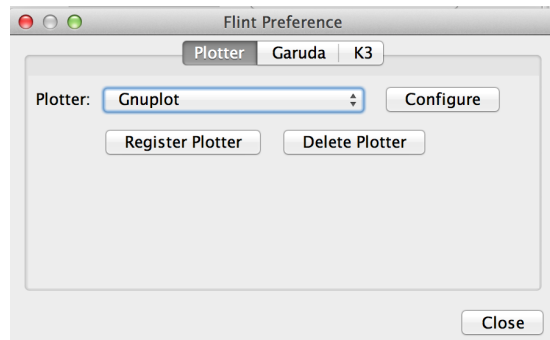 Flint Preference
Plotter Garuda K3
Plotter: Gnuplot Configure
Register Plotter Delete Plotter
Close